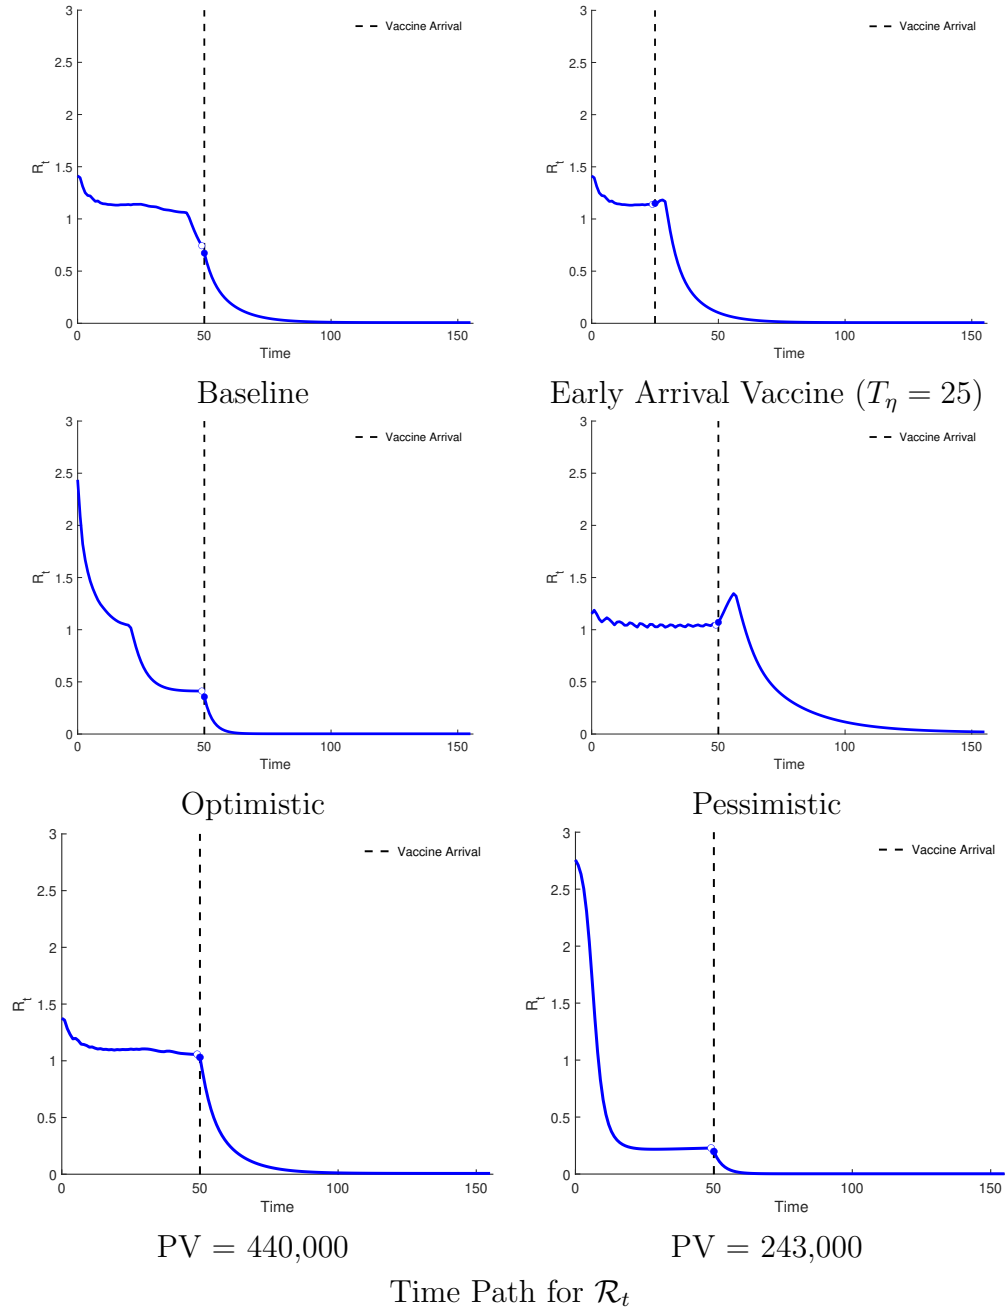 3
2.5
2
1.5
1
0.5
0
R_t
0
50
100
150
Time
Vaccine Arrival
Baseline
3
2.5
2
1.5
1
0.5
0
R_t
0
50
100
150
Time
Vaccine Arrival
Early Arrival Vaccine (T_η = 25)
3
2.5
2
1.5
1
0.5
0
R_t
0
50
100
150
Time
Vaccine Arrival
Optimistic
3
2.5
2
1.5
1
0.5
0
R_t
0
50
100
150
Time
Vaccine Arrival
Pessimistic
3
2.5
2
1.5
1
0.5
0
R_t
0
50
100
150
Time
Vaccine Arrival
PV = 440,000
3
2.5
2
1.5
1
0.5
0
R_t
0
50
100
150
Time
Vaccine Arrival
PV = 243,000
Time Path for ℛ_t